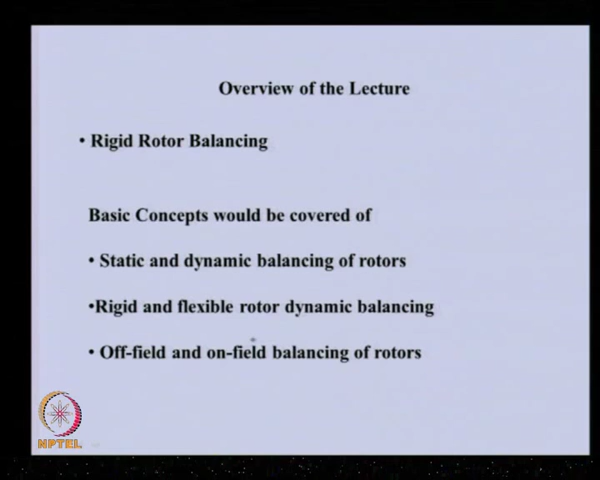 Overview of the Lecture
• Rigid Rotor Balancing
Basic Concepts would be covered of
• Static and dynamic balancing of rotors
•Rigid and flexible rotor dynamic balancing
• Off-field and on-field balancing of rotors
NPTEL